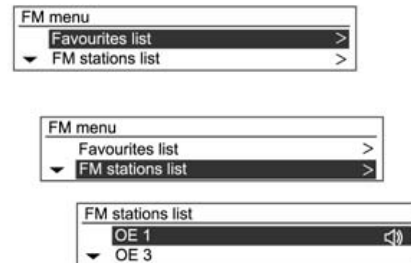 FM menu
Favourites list >
FM stations list >
FM menu
Favourites list >
FM stations list >
FM stations list
OE 1
OE 3